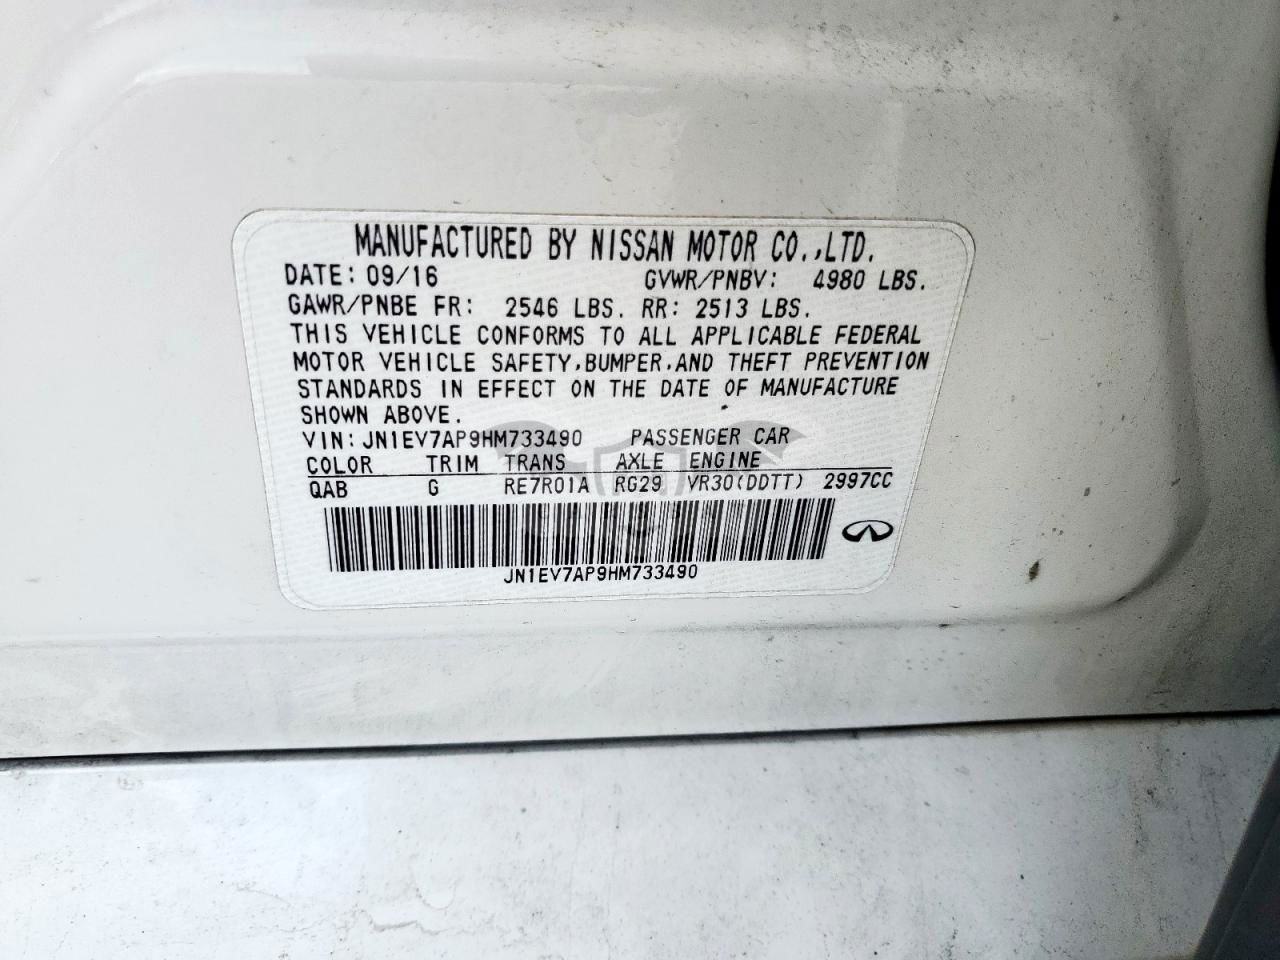 MANUFACTURED BY NISSAN MOTOR CO.,LTD.
DATE: 09/16 GVWR/PNBV: 4980 LBS.
GAWR/PNBE FR: 2546 LBS. RR: 2513 LBS.
THIS VEHICLE CONFORMS TO ALL APPLICABLE FEDERAL
MOTOR VEHICLE SAFETY,BUMPER,AND THEFT PREVENTION
STANDARDS IN EFFECT ON THE DATE OF MANUFACTURE
SHOWN ABOVE.
VIN: JN1EV7AP9HM733490 PASSENGER CAR
COLOR TRIM TRANS AXLE ENGINE
QAB G RE7R01A RG29 VR30(DDTT) 2997CC
JN1EV7AP9HM733490